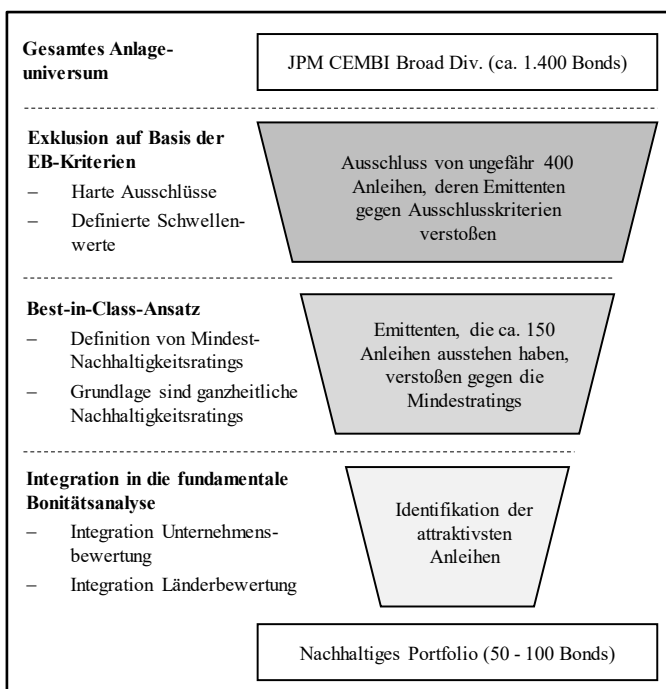 Gesamtes Anlage-
universum
JPM CEMBI Broad Div. (ca. 1.400 Bonds)
Exklusion auf Basis der
EB-Kriterien
– Harte Ausschlüsse
– Definierte Schwellen-
werte
Ausschluss von ungefähr 400
Anleihen, deren Emittenten
gegen Ausschlusskriterien
verstoßen
Best-in-Class-Ansatz
– Definition von Mindest-
Nachhaltigkeitsratings
– Grundlage sind ganzheitliche
Nachhaltigkeitsratings
Emittenten, die ca. 150
Anleihen ausstehen haben,
verstoßen gegen die
Mindestratings
Integration in die fundamentale
Bonitätsanalyse
– Integration Unternehmens-
bewertung
– Integration Länderbewertung
Identifikation der
attraktivsten
Anleihen
Nachhaltiges Portfolio (50 - 100 Bonds)